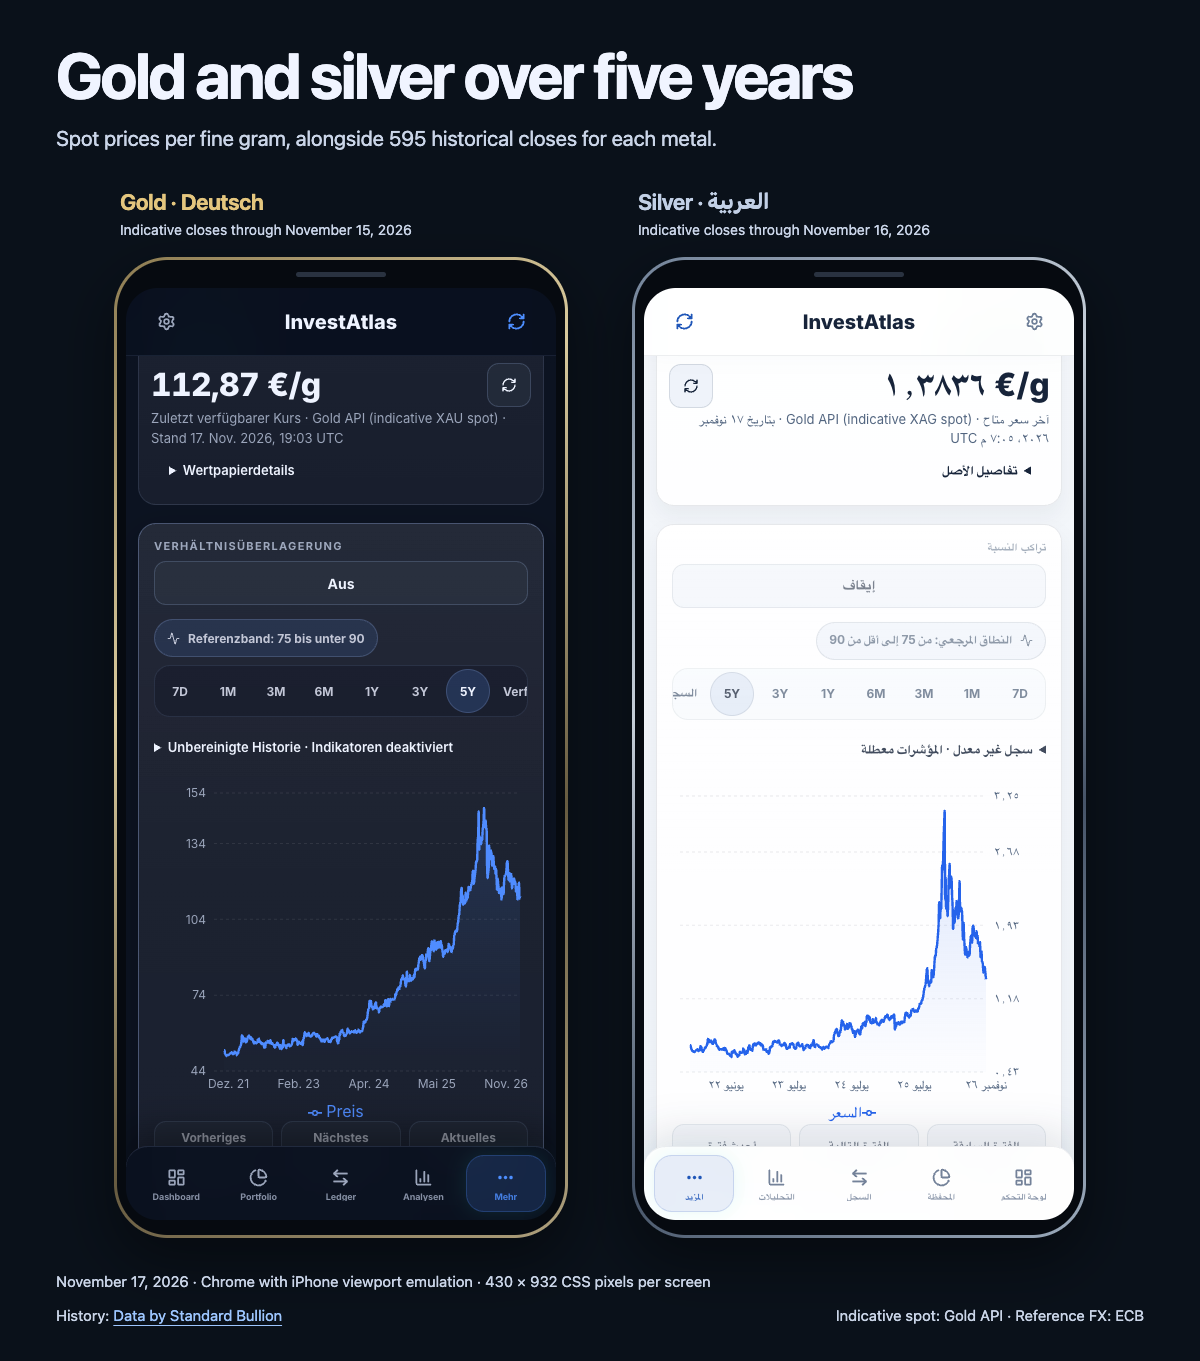 Gold and silver over five years
Spot prices per fine gram, alongside 595 historical closes for each metal.
Gold · Deutsch
Indicative closes through November 15, 2026
InvestAtlas
112,87 €/g
Zuletzt verfügbarer Kurs · Gold API (indicative XAU spot) ·
Stand 17. Nov. 2026, 19:03 UTC
Wertpapierdetails
VERHÄLTNISÜBERLAGERUNG
Aus
Referenzband: 75 bis unter 90
7D 1M 3M 6M 1Y 3Y 5Y Verf
Unbereinigte Historie · Indikatoren deaktiviert
154
134
104
74
44
Dez. 21 Feb. 23 Apr. 24 Mai 25 Nov. 26
Preis
Vorheriges Nächstes Aktuelles
Dashboard Portfolio Ledger Analysen Mehr
Silver · العربية
Indicative closes through November 16, 2026
InvestAtlas
١,٣٨٣٦ €/g
آخر سعر متاح · Gold API (indicative XAG spot) · بتاريخ ١٧ نوفمبر
٢٠٢٦، ٧:٠٥ م UTC
تفاصيل الأصل
تراكب النسبة
إيقاف
النطاق المرجعي: من 75 إلى أقل من 90
7D 1M 3M 6M 1Y 3Y 5Y السج
سجل غير معدل · المؤشرات معطلة
٣,٢٥
٢,٦٨
١,٩٣
١,١٨
٠,٤٣
يونيو ٢٢ يوليو ٢٣ يوليو ٢٤ يوليو ٢٥ نوفمبر ٢٦
السعر
لوحة التحكم المحفظة السجل التحليلات المزيد
November 17, 2026 · Chrome with iPhone viewport emulation · 430 × 932 CSS pixels per screen
History: Data by Standard Bullion
Indicative spot: Gold API · Reference FX: ECB